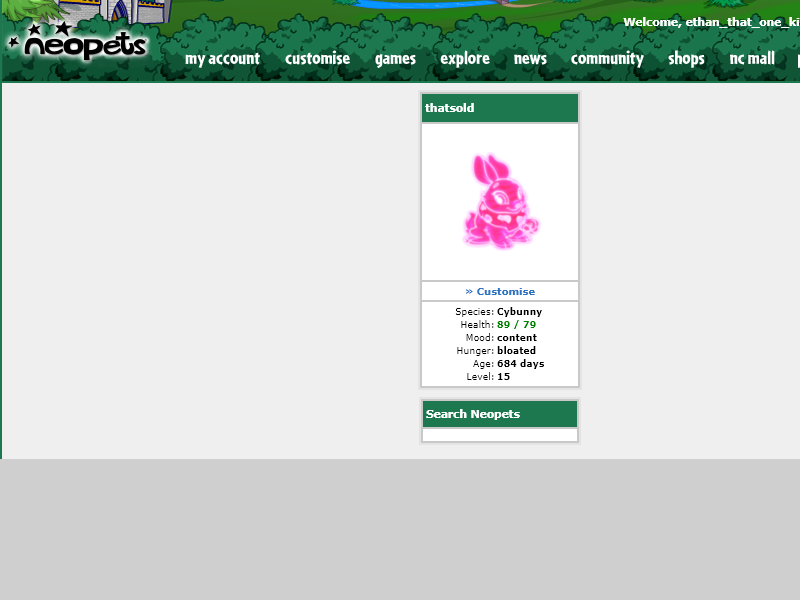 Welcome, ethan_that_one_ki
neopets
my account customise games explore news community shops nc mall
thatsold
» Customise
Species: Cybunny
Health: 89 / 79
Mood: content
Hunger: bloated
Age: 684 days
Level: 15
Search Neopets